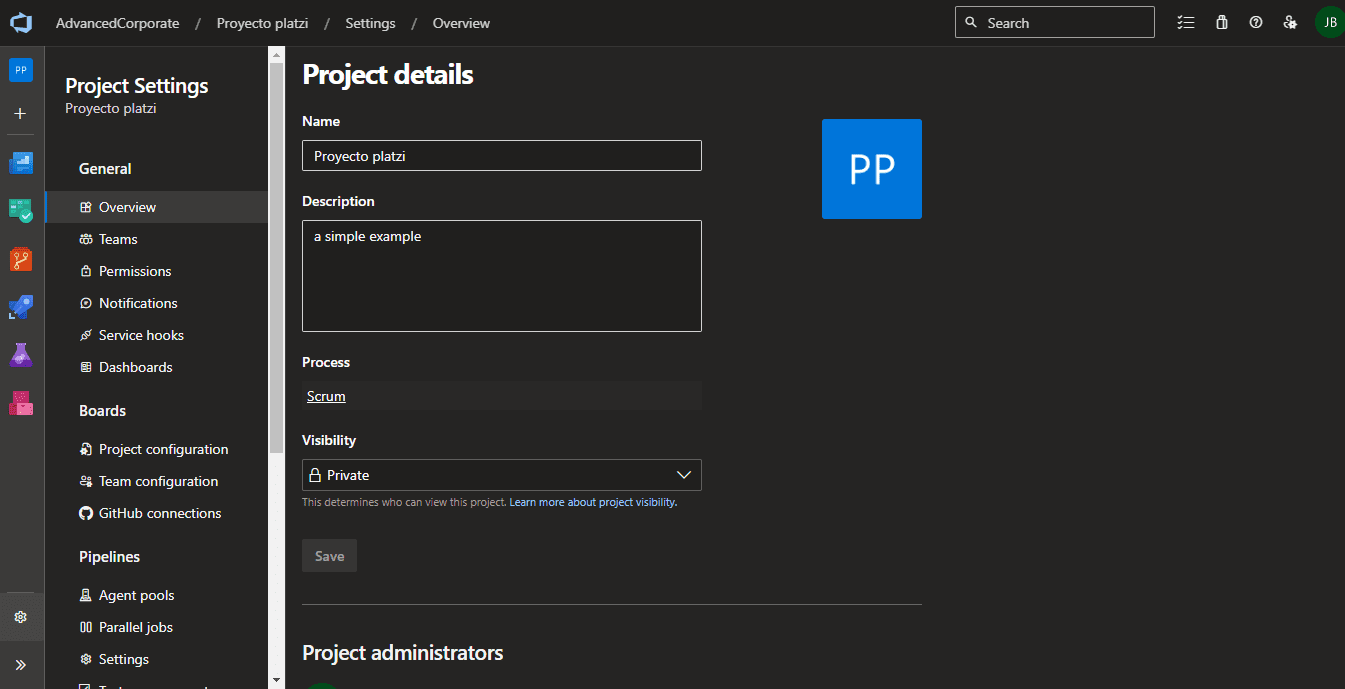 AdvancedCorporate / Proyecto platzi / Settings / Overview
Search
JB
PP
Project Settings
Proyecto platzi
General
Overview
Teams
Permissions
Notifications
Service hooks
Dashboards
Boards
Project configuration
Team configuration
GitHub connections
Pipelines
Agent pools
Parallel jobs
Settings
Project details
Name
Proyecto platzi
PP
Description
a simple example
Process
Scrum
Visibility
Private
This determines who can view this project. Learn more about project visibility.
Save
Project administrators